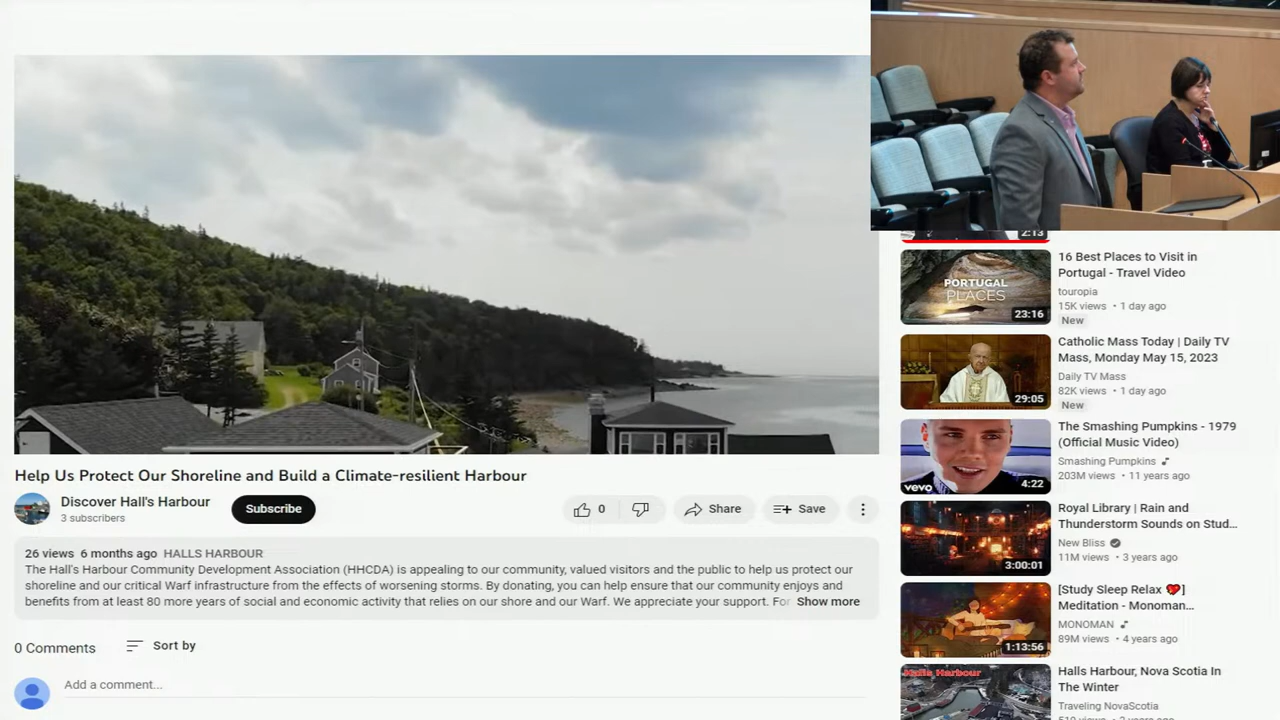 Help Us Protect Our Shoreline and Build a Climate-resilient Harbour
Discover Hall's Harbour
3 subscribers
Subscribe
0
Share
Save
26 views 6 months ago HALLS HARBOUR
The Hall's Harbour Community Development Association (HHCDA) is appealing to our community, valued visitors and the public to help us protect our
shoreline and our critical Warf infrastructure from the effects of worsening storms. By donating, you can help ensure that our community enjoys and
benefits from at least 80 more years of social and economic activity that relies on our shore and our Warf. We appreciate your support. For Show more
0 Comments
Sort by
Add a comment...
2:13
PORTUGAL
PLACES
23:16
16 Best Places to Visit in
Portugal - Travel Video
touropia
15K views • 1 day ago
New
29:05
Catholic Mass Today | Daily TV
Mass, Monday May 15, 2023
Daily TV Mass
82K views • 1 day ago
New
vevo
4:22
The Smashing Pumpkins - 1979
(Official Music Video)
Smashing Pumpkins
203M views • 11 years ago
3:00:01
Royal Library | Rain and
Thunderstorm Sounds on Stud...
New Bliss
11M views • 3 years ago
1:13:56
[Study Sleep Relax 💖]
Meditation - Monoman...
MONOMAN
89M views • 4 years ago
Halls Harbour
Halls Harbour, Nova Scotia In
The Winter
Traveling NovaScotia